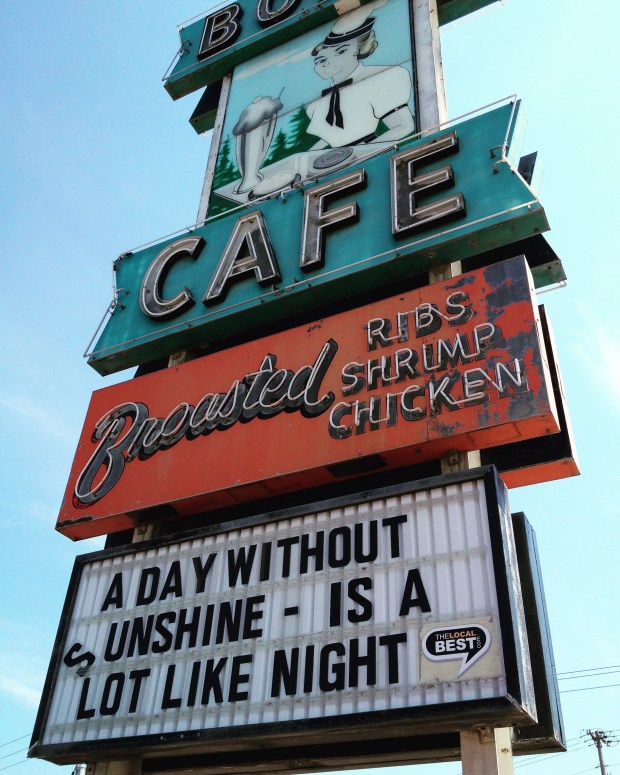 CAFE
Broasted
RIBS
SHRIMP
CHICKEN
A DAY WITHOUT
SUNSHINE - IS A
LOT LIKE NIGHT
THE LOCAL
BEST